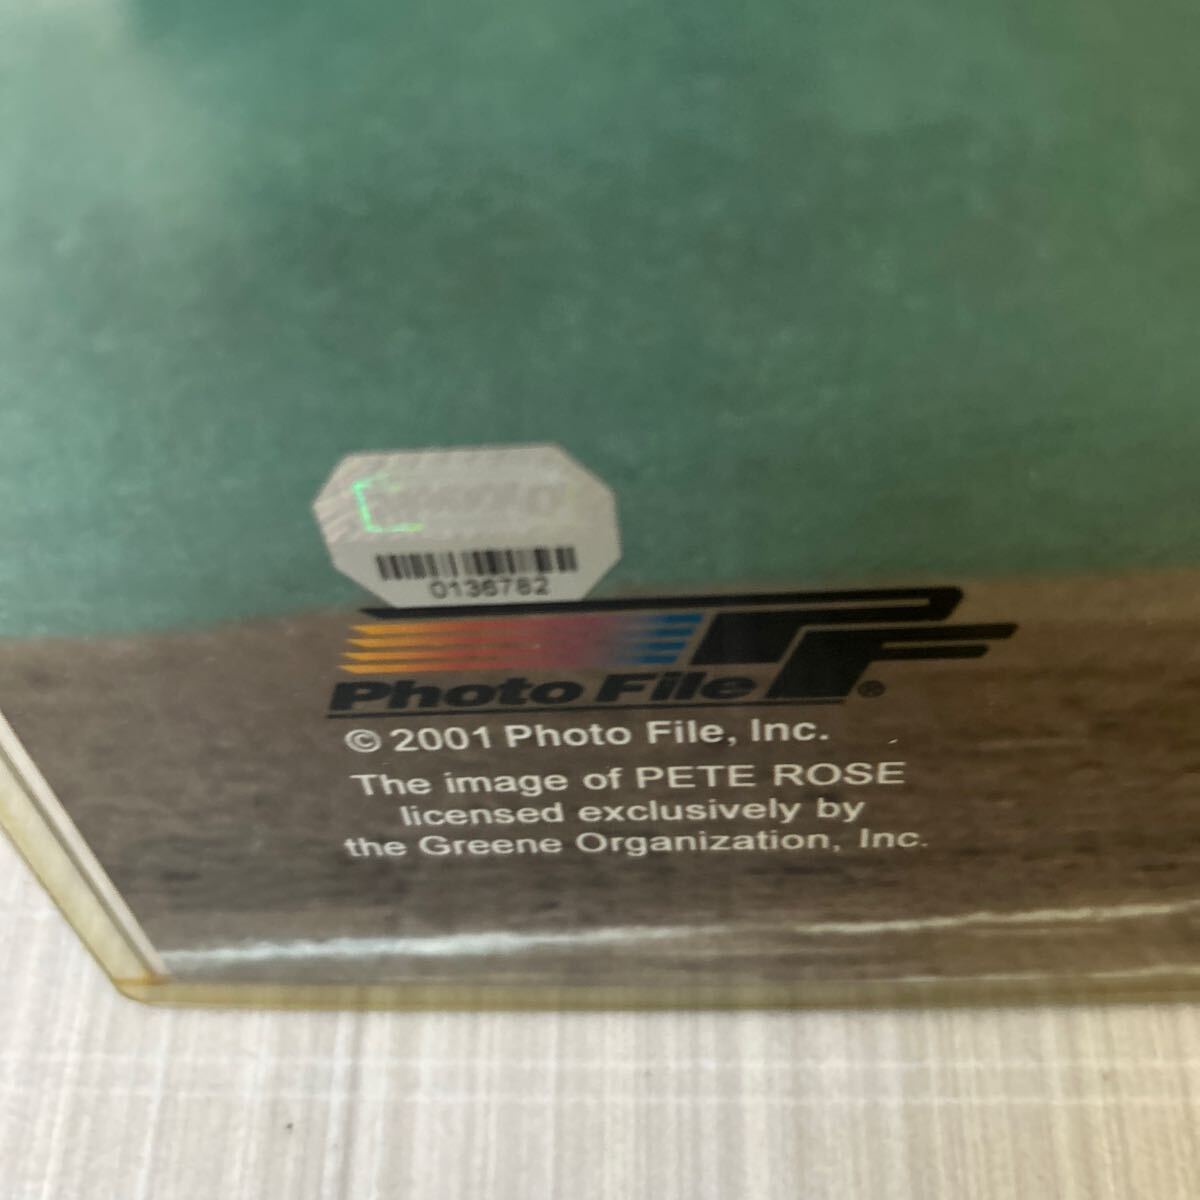 0136782
Photo File PF®
© 2001 Photo File, Inc.
The image of PETE ROSE
licensed exclusively by
the Greene Organization, Inc.